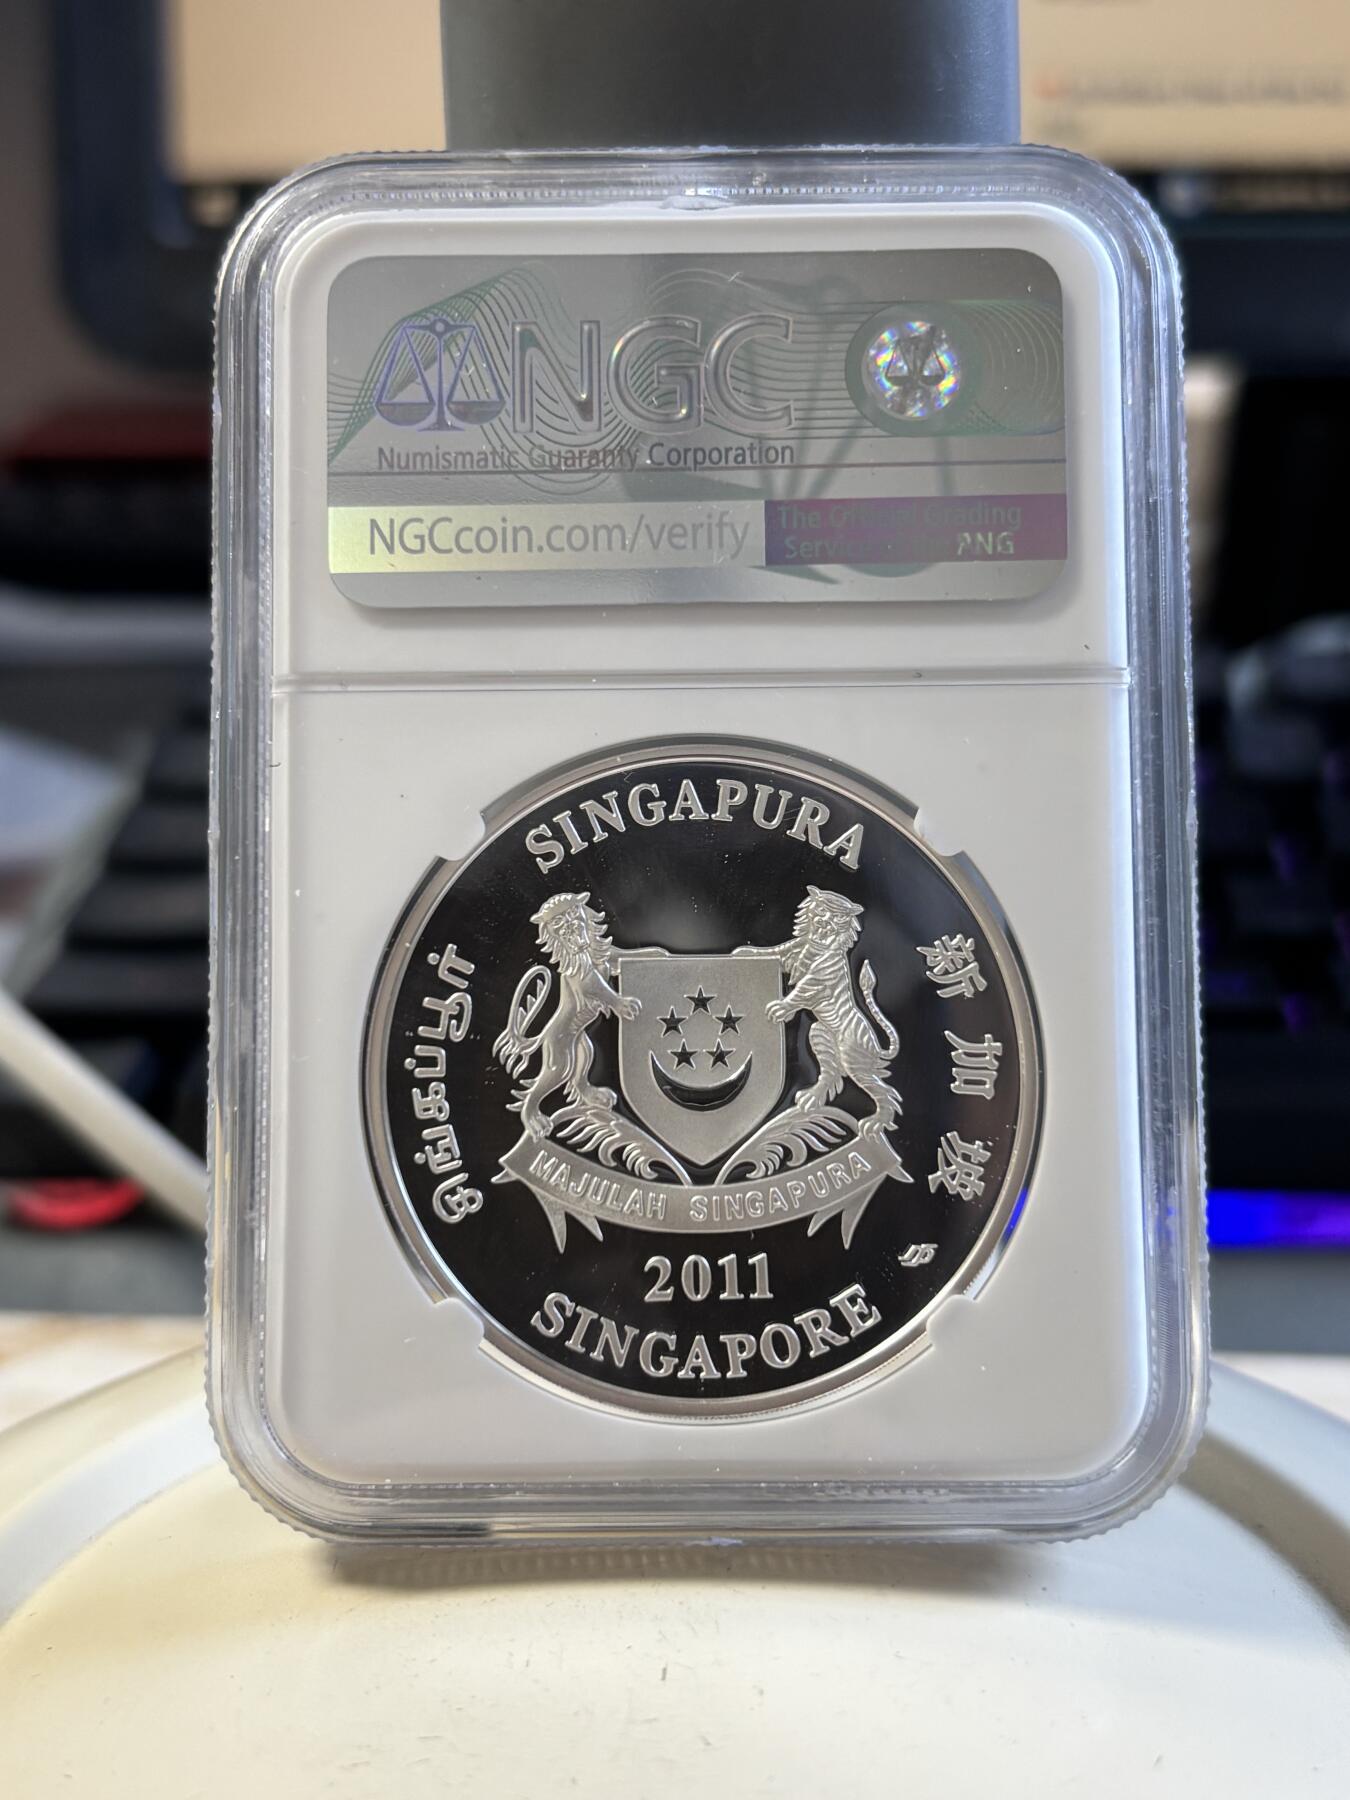 NGC
Numismatic Guaranty Corporation
NGCcoin.com/verify
The Official Grading
Service of the PNG
SINGAPURA
சிங்கப்பூர்
新加坡
MAJULAH SINGAPURA
2011
SINGAPORE